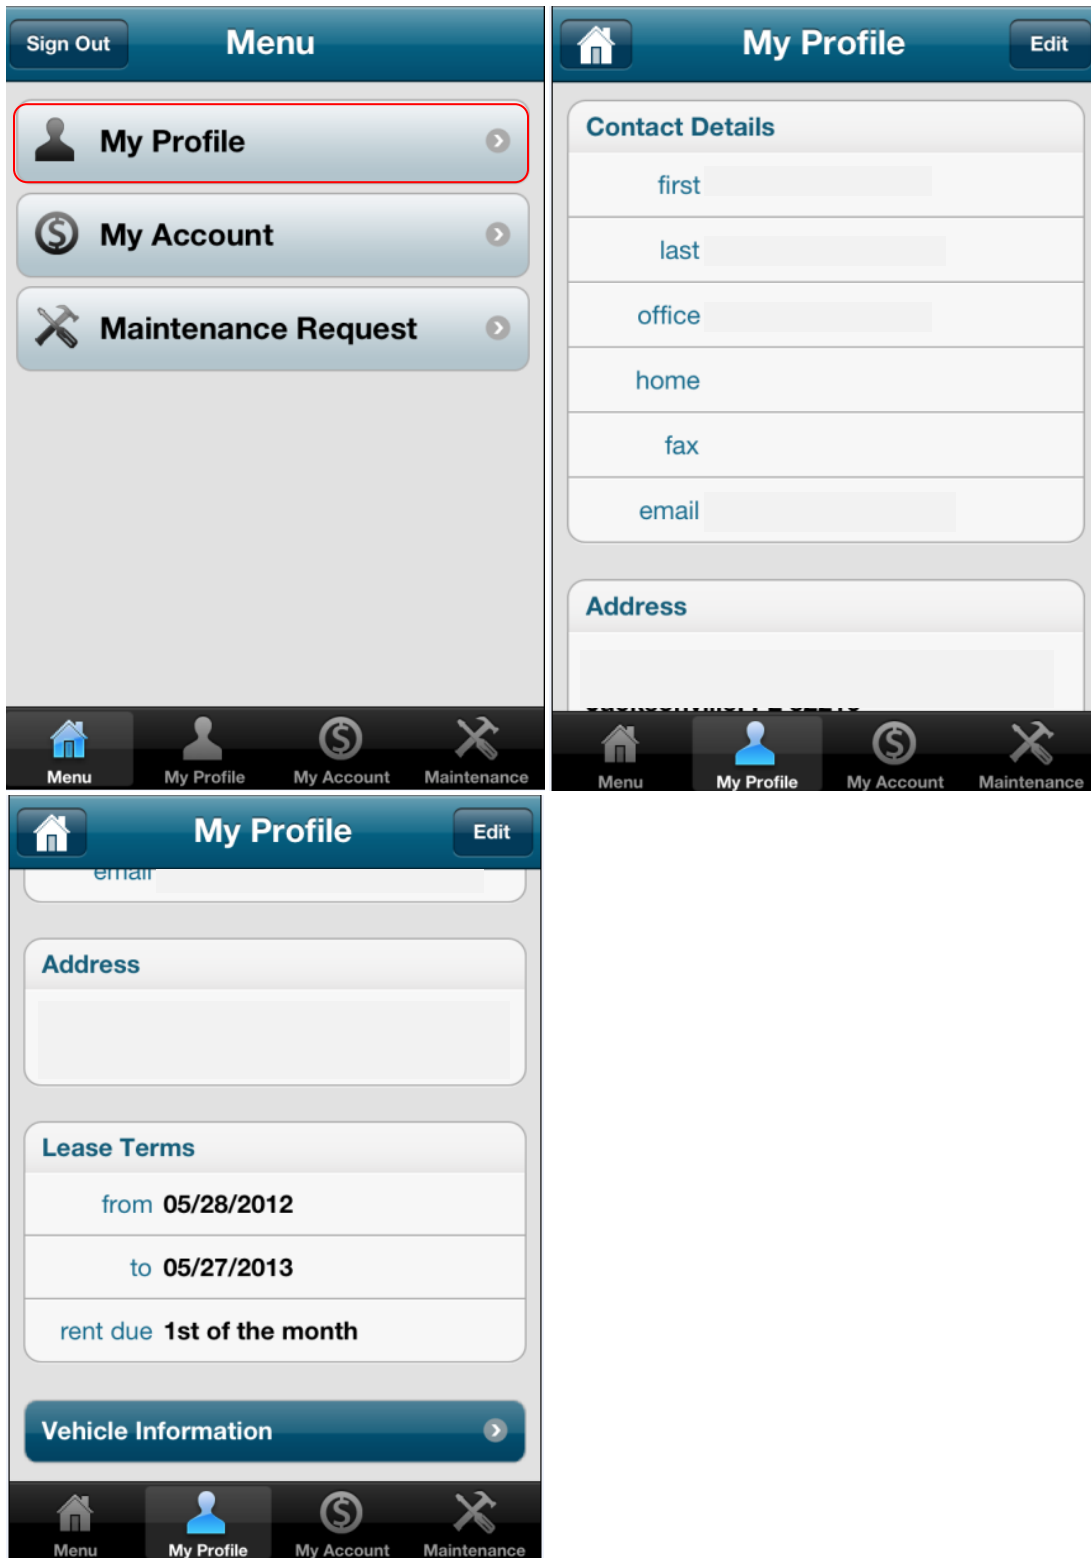 Sign Out Menu
My Profile
My Account
Maintenance Request
Menu My Profile My Account Maintenance
My Profile Edit
Contact Details
first
last
office
home
fax
email
Address
Menu My Profile My Account Maintenance
My Profile Edit
email
Address
Lease Terms
from 05/28/2012
to 05/27/2013
rent due 1st of the month
Vehicle Information
Menu My Profile My Account Maintenance